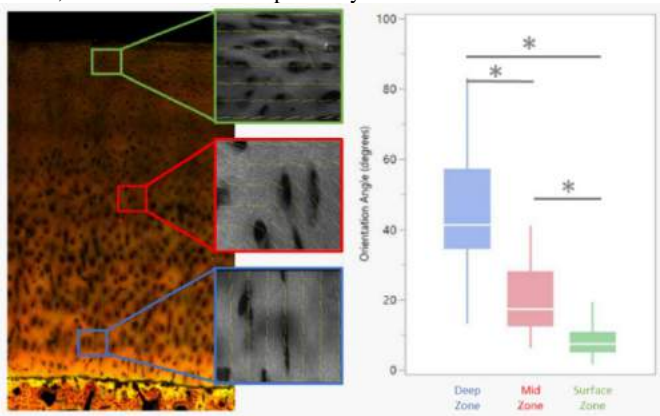 100
80
60
40
20
0
Orientation Angle (degrees)
*
*
*
Deep
Zone
Mid
Zone
Surface
Zone